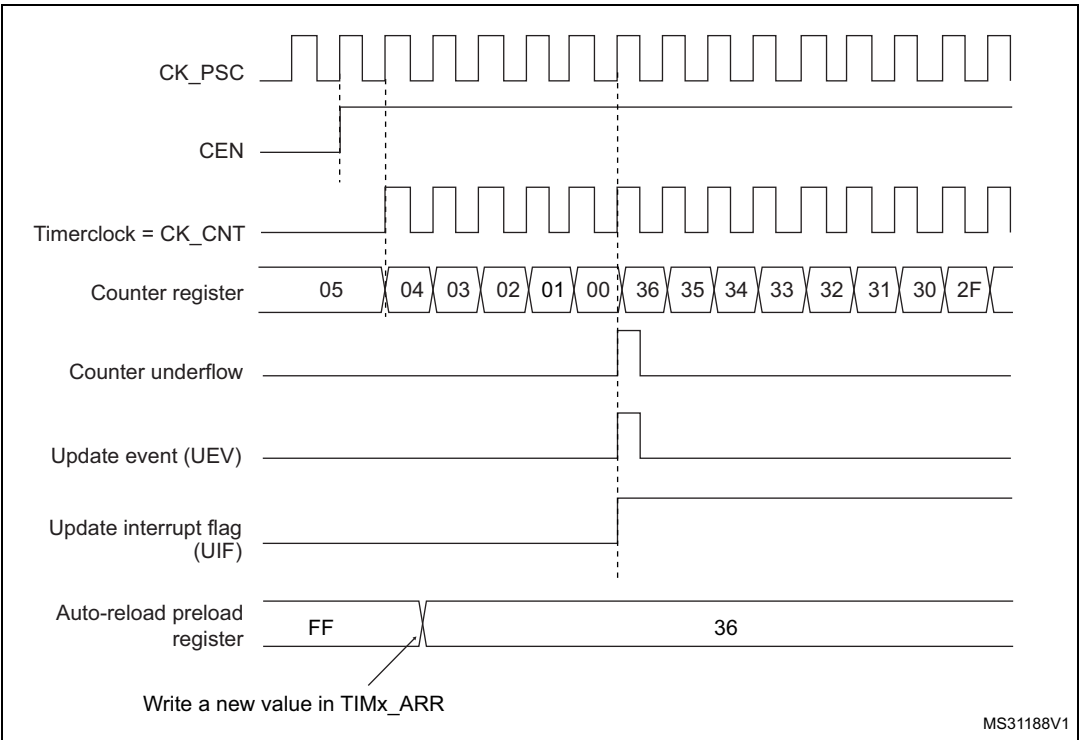 CK_PSC
CEN
Timerclock = CK_CNT
Counter register 05 04 03 02 01 00 36 35 34 33 32 31 30 2F
Counter underflow
Update event (UEV)
Update interrupt flag
(UIF)
Auto-reload preload
register FF 36
Write a new value in TIMx_ARR
MS31188V1